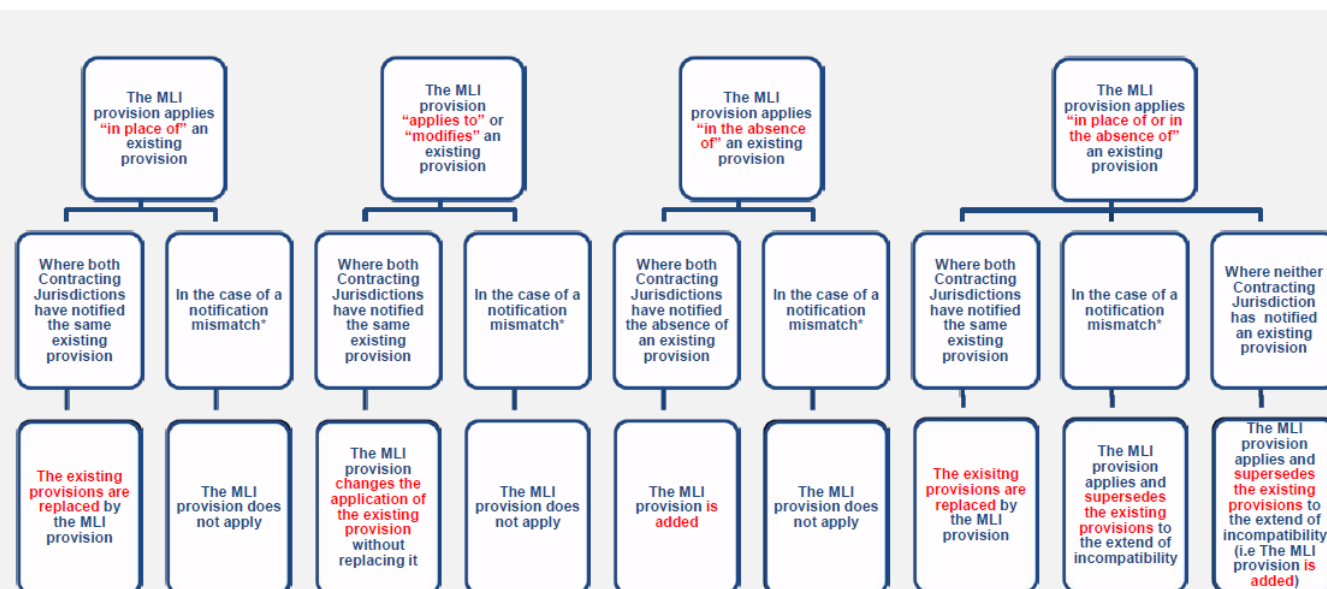 The MLI
provision applies
“in place of” an
existing
provision
The MLI
provision
“applies to” or
“modifies” an
existing
provision
The MLI
provision applies
“in the absence
of” an existing
provision
The MLI
provision applies
“in place of or in
the absence of”
an existing
provision
Where both
Contracting
Jurisdictions
have notified
the same
existing
provision
In the case of a
notification
mismatch*
Where both
Contracting
Jurisdictions
have notified
the same
existing
provision
In the case of a
notification
mismatch*
Where both
Contracting
Jurisdictions
have notified
the absence of
an existing
provision
In the case of a
notification
mismatch*
Where both
Contracting
Jurisdictions
have notified
the same
existing
provision
In the case of a
notification
mismatch*
Where neither
Contracting
Jurisdiction
has notified
an existing
provision
The existing
provisions are
replaced by
the MLI
provision
The MLI
provision does
not apply
The MLI
provision
changes the
application of
the existing
provision
without
replacing it
The MLI
provision does
not apply
The MLI
provision is
added
The MLI
provision does
not apply
The exisitng
provisions are
replaced by
the MLI
provision
The MLI
provision
applies and
supersedes
the existing
provisions to
the extend of
incompatibility
The MLI
provision
applies and
supersedes
the existing
provisions to
the extend of
incompatibility
(i.e The MLI
provision is
added)